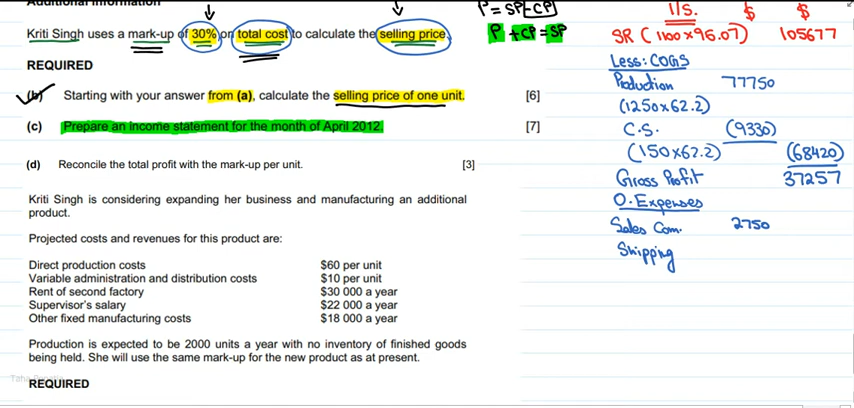 Additional information
P = SP - CP
Kriti Singh uses a mark-up of 30% on total cost to calculate the selling price.
P + CP = SP
REQUIRED
(b) Starting with your answer from (a), calculate the selling price of one unit. [6]
(c) Prepare an income statement for the month of April 2012. [7]
(d) Reconcile the total profit with the mark-up per unit. [3]
Kriti Singh is considering expanding her business and manufacturing an additional
product.
Projected costs and revenues for this product are:
Direct production costs $60 per unit
Variable administration and distribution costs $10 per unit
Rent of second factory $30 000 a year
Supervisor's salary $22 000 a year
Other fixed manufacturing costs $18 000 a year
Production is expected to be 2000 units a year with no inventory of finished goods
being held. She will use the same mark-up for the new product as at present.
REQUIRED
I/S. $ $
SR (1100 x 96.07) 105677
Less: COGS
Production 77750
(1250 x 62.2)
C.S. (9330)
(150 x 62.2) (68420)
Gross Profit 37257
O. Expenses
Sales Com. 2750
Shipping